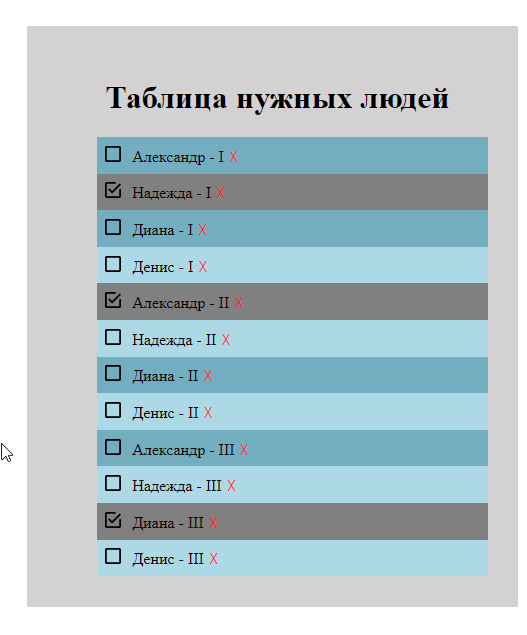 Таблица нужных людей
Александр - I X
Надежда - I X
Диана - I X
Денис - I X
Александр - II X
Надежда - II X
Диана - II X
Денис - II X
Александр - III X
Надежда - III X
Диана - III X
Денис - III X